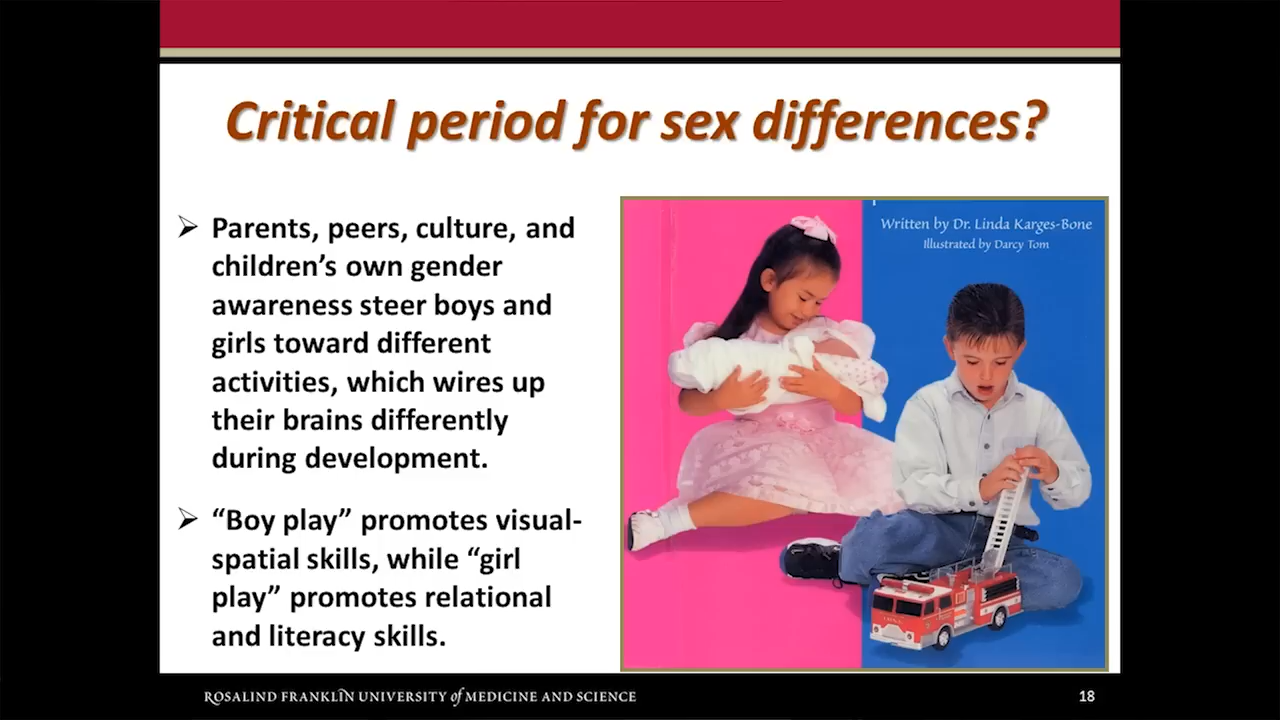 Critical period for sex differences?
Parents, peers, culture, and
children’s own gender
awareness steer boys and
girls toward different
activities, which wires up
their brains differently
during development.
“Boy play” promotes visual-
spatial skills, while “girl
play” promotes relational
and literacy skills.
Written by Dr. Linda Karges-Bone
Illustrated by Darcy Tom
ROSALIND FRANKLIN UNIVERSITY of MEDICINE AND SCIENCE
18